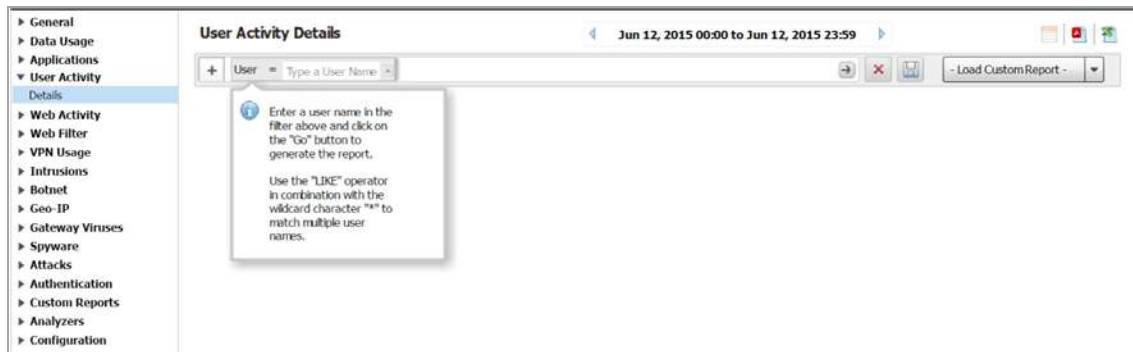 General
Data Usage
Applications
User Activity
Details
Web Activity
Web Filter
VPN Usage
Intrusions
Botnet
Geo-IP
Gateway Viruses
Spyware
Attacks
Authentication
Custom Reports
Analyzers
Configuration
User Activity Details
Jun 12, 2015 00:00 to Jun 12, 2015 23:59
+ User = Type a User Name
- Load Custom Report -
Enter a user name in the
filter above and click on
the "Go" button to
generate the report.
Use the "LIKE" operator
in combination with the
wildcard character "*" to
match multiple user
names.